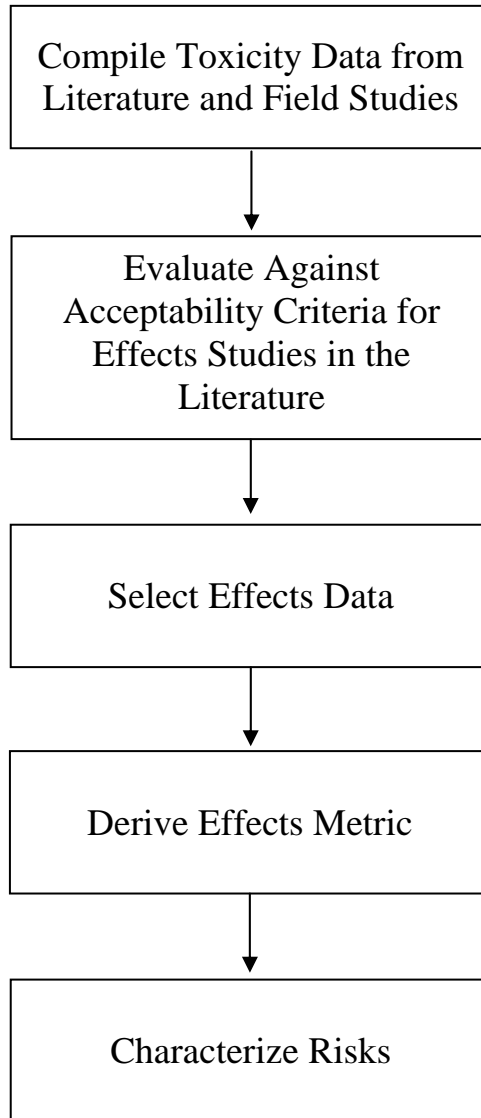 Compile Toxicity Data from
Literature and Field Studies
Evaluate Against
Acceptability Criteria for
Effects Studies in the
Literature
Select Effects Data
Derive Effects Metric
Characterize Risks